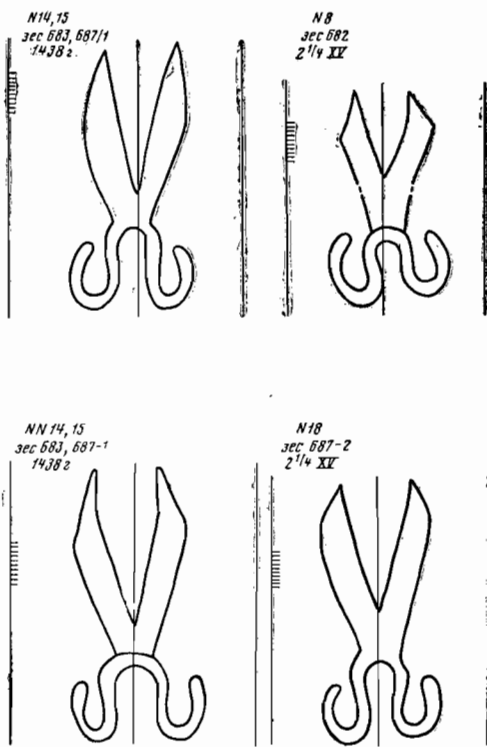 N14,15
зес 683, 687/1
1438 г.
N8
зес 682
2 1/4 XV
NN 14, 15
зес 683, 687-1
1438 г
N18
зес 687-2
2 1/4 XV